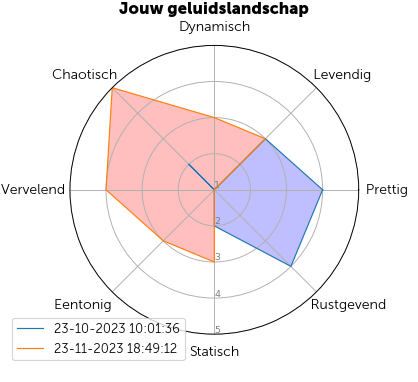 Jouw geluidslandschap
Dynamisch
Chaotisch
Levendig
Vervelend
Prettig
1
2
3
4
5
Eentonig
Rustgevend
Statisch
23-10-2023 10:01:36
23-11-2023 18:49:12